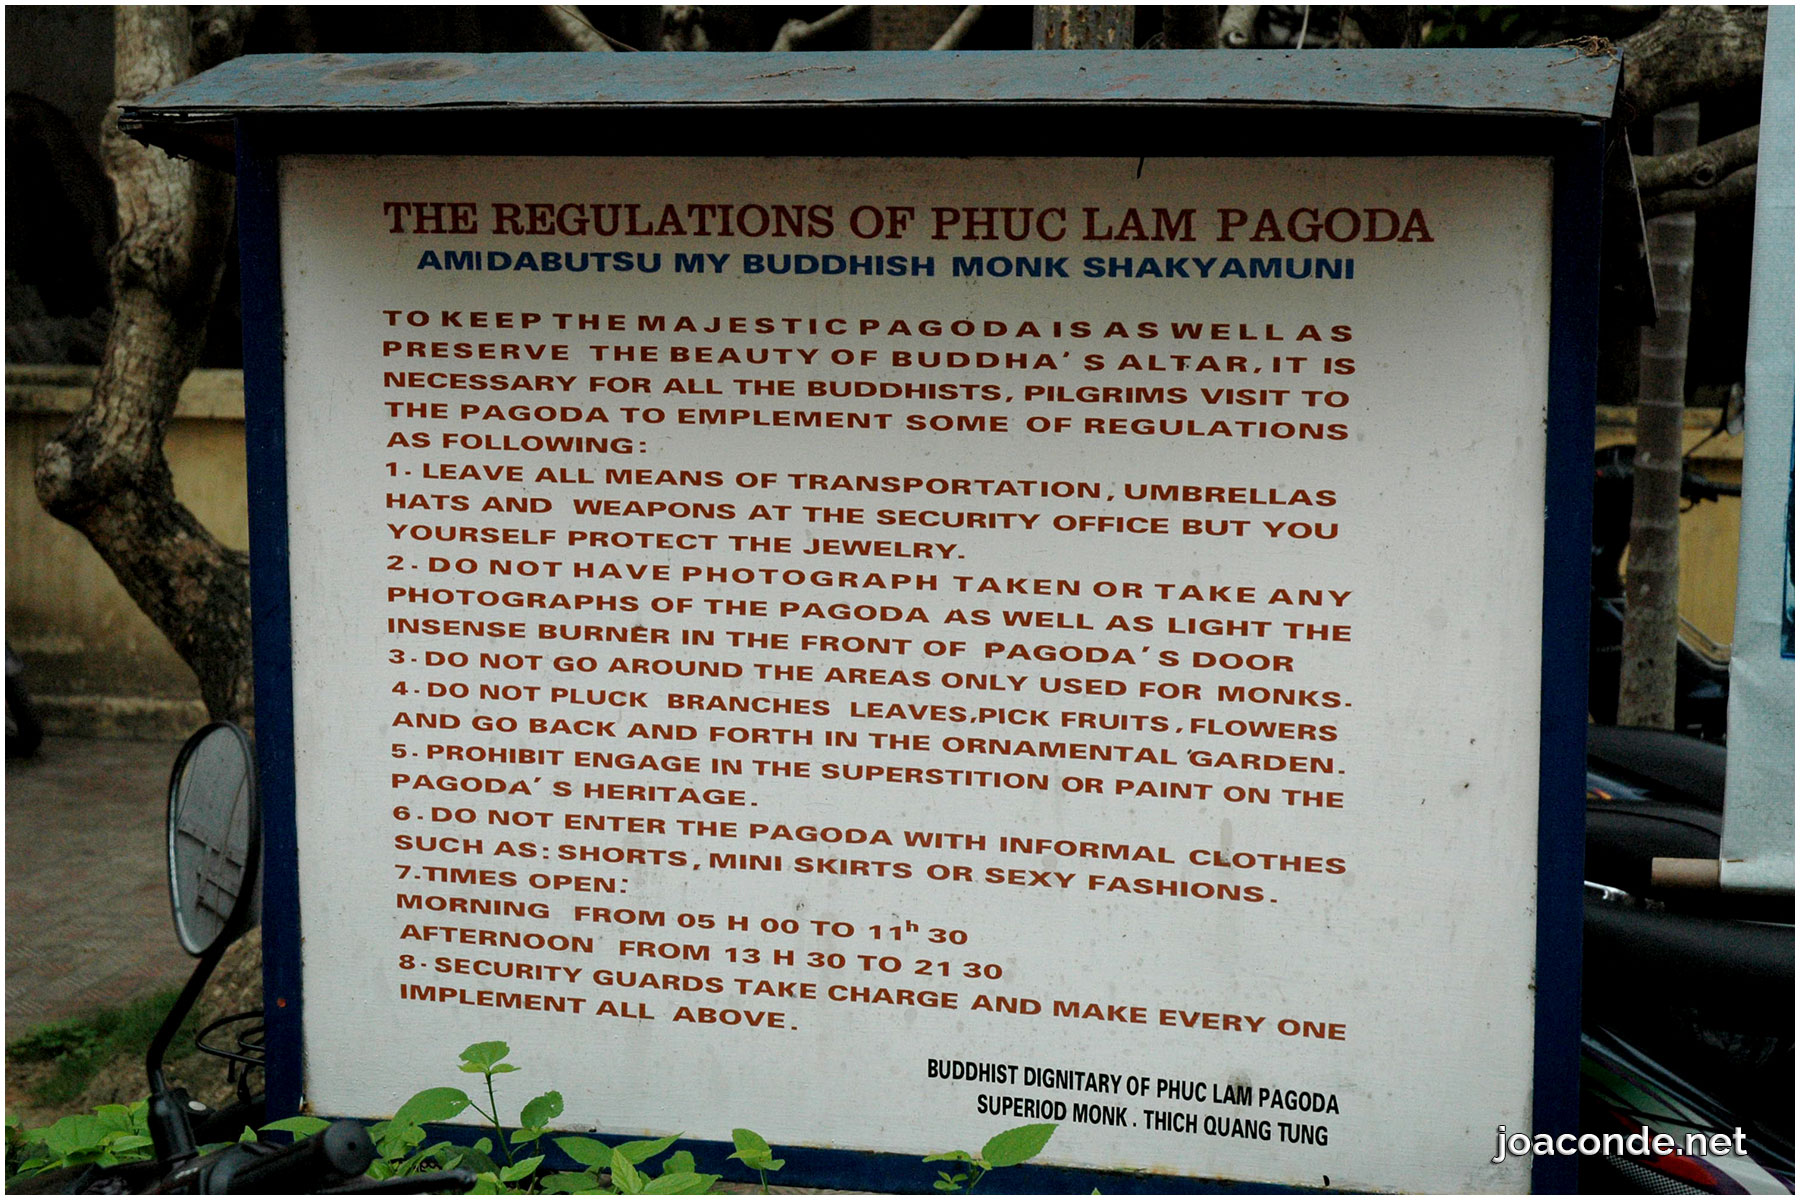 THE REGULATIONS OF PHUC LAM PAGODA
AMIDABUTSU MY BUDDHISH MONK SHAKYAMUNI
TO KEEP THE MAJESTIC PAGODA IS AS WELL AS
PRESERVE THE BEAUTY OF BUDDHA'S ALTAR, IT IS
NECESSARY FOR ALL THE BUDDHISTS, PILGRIMS VISIT TO
THE PAGODA TO EMPLEMENT SOME OF REGULATIONS
AS FOLLOWING:
1. LEAVE ALL MEANS OF TRANSPORTATION, UMBRELLAS
HATS AND WEAPONS AT THE SECURITY OFFICE BUT YOU
YOURSELF PROTECT THE JEWELRY.
2. DO NOT HAVE PHOTOGRAPH TAKEN OR TAKE ANY
PHOTOGRAPHS OF THE PAGODA AS WELL AS LIGHT THE
INSENSE BURNER IN THE FRONT OF PAGODA'S DOOR
3. DO NOT GO AROUND THE AREAS ONLY USED FOR MONKS.
4. DO NOT PLUCK BRANCHES LEAVES, PICK FRUITS, FLOWERS
AND GO BACK AND FORTH IN THE ORNAMENTAL GARDEN.
5. PROHIBIT ENGAGE IN THE SUPERSTITION OR PAINT ON THE
PAGODA'S HERITAGE.
6. DO NOT ENTER THE PAGODA WITH INFORMAL CLOTHES
SUCH AS: SHORTS, MINI SKIRTS OR SEXY FASHIONS.
7. TIMES OPEN:
MORNING FROM 05 H 00 TO 11h 30
AFTERNOON FROM 13 H 30 TO 21 30
8- SECURITY GUARDS TAKE CHARGE AND MAKE EVERY ONE
IMPLEMENT ALL ABOVE.
BUDDHIST DIGNITARY OF PHUC LAM PAGODA
SUPERIOD MONK. THICH QUANG TUNG
joaconde.net